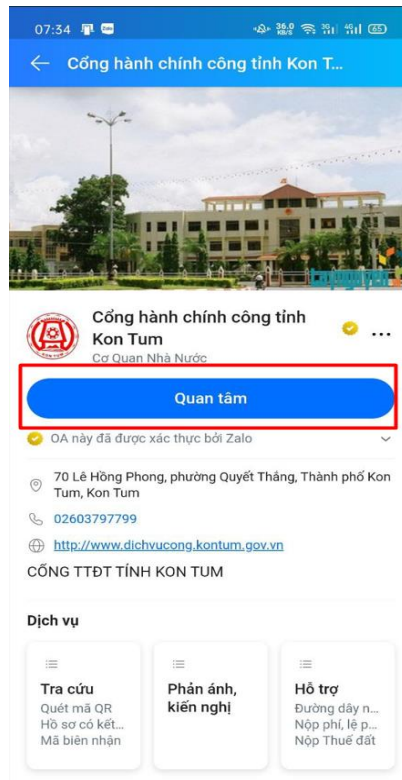 07:34
36.0
KB/S
3G
4G
65
Cổng hành chính công tỉnh Kon T...
Cổng hành chính công tỉnh
Kon Tum
Cơ Quan Nhà Nước
Quan tâm
OA này đã được xác thực bởi Zalo
70 Lê Hồng Phong, phường Quyết Thắng, Thành phố Kon
Tum, Kon Tum
02603797799
http://www.dichvucong.kontum.gov.vn
CỔNG TTĐT TỈNH KON TUM
Dịch vụ
Tra cứu
Quét mã QR
Hồ sơ có kết...
Mã biên nhận
Phản ánh,
kiến nghị
Hỗ trợ
Đường dây n...
Nộp phí, lệ p...
Nộp Thuế đất